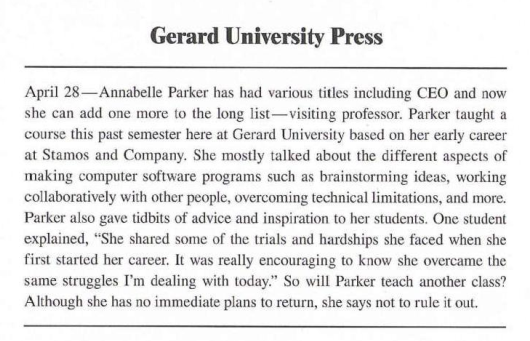 Gerard University Press
April 28—Annabelle Parker has had various titles including CEO and now
she can add one more to the long list—visiting professor. Parker taught a
course this past semester here at Gerard University based on her early career
at Stamos and Company. She mostly talked about the different aspects of
making computer software programs such as brainstorming ideas, working
collaboratively with other people, overcoming technical limitations, and more.
Parker also gave tidbits of advice and inspiration to her students. One student
explained, “She shared some of the trials and hardships she faced when she
first started her career. It was really encouraging to know she overcame the
same struggles I’m dealing with today.” So will Parker teach another class?
Although she has no immediate plans to return, she says not to rule it out.